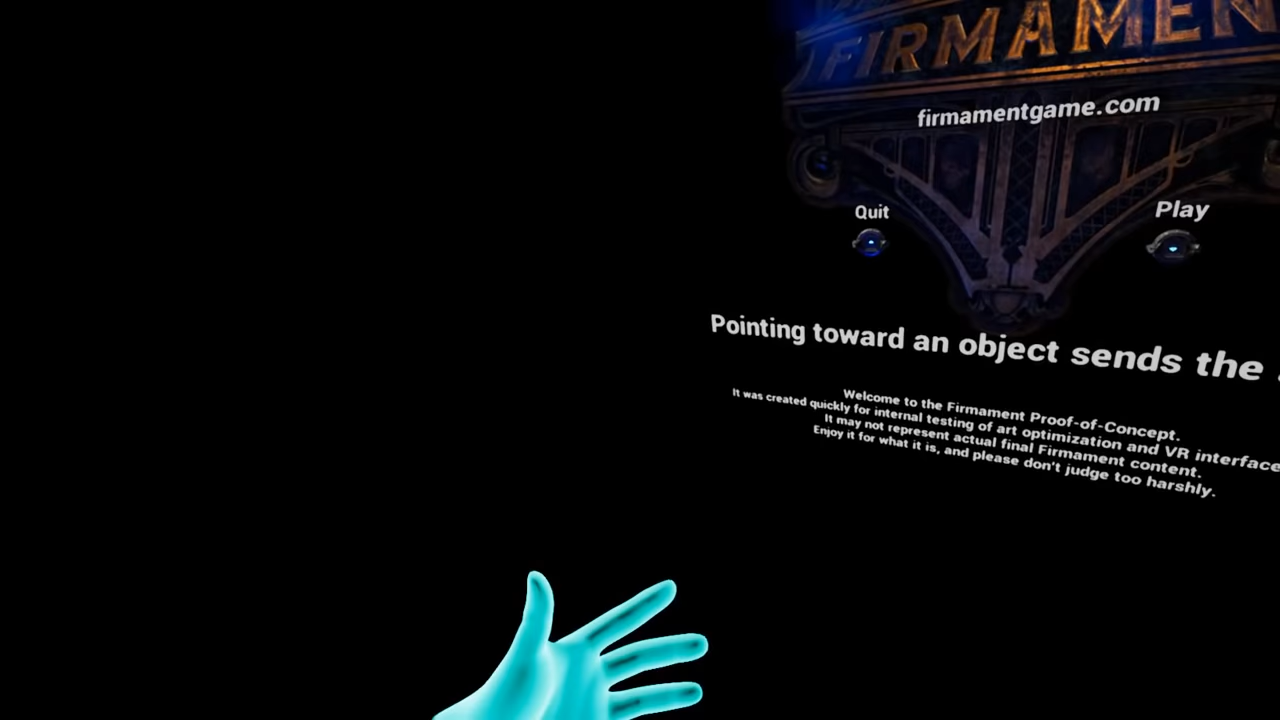 FIRMAMEN
firmamentgame.com
Quit
Play
Pointing toward an object sends the
Welcome to the Firmament Proof-of-Concept.
It was created quickly for internal testing of art optimization and VR interface
It may not represent actual final Firmament content.
Enjoy it for what it is, and please don't judge too harshly.